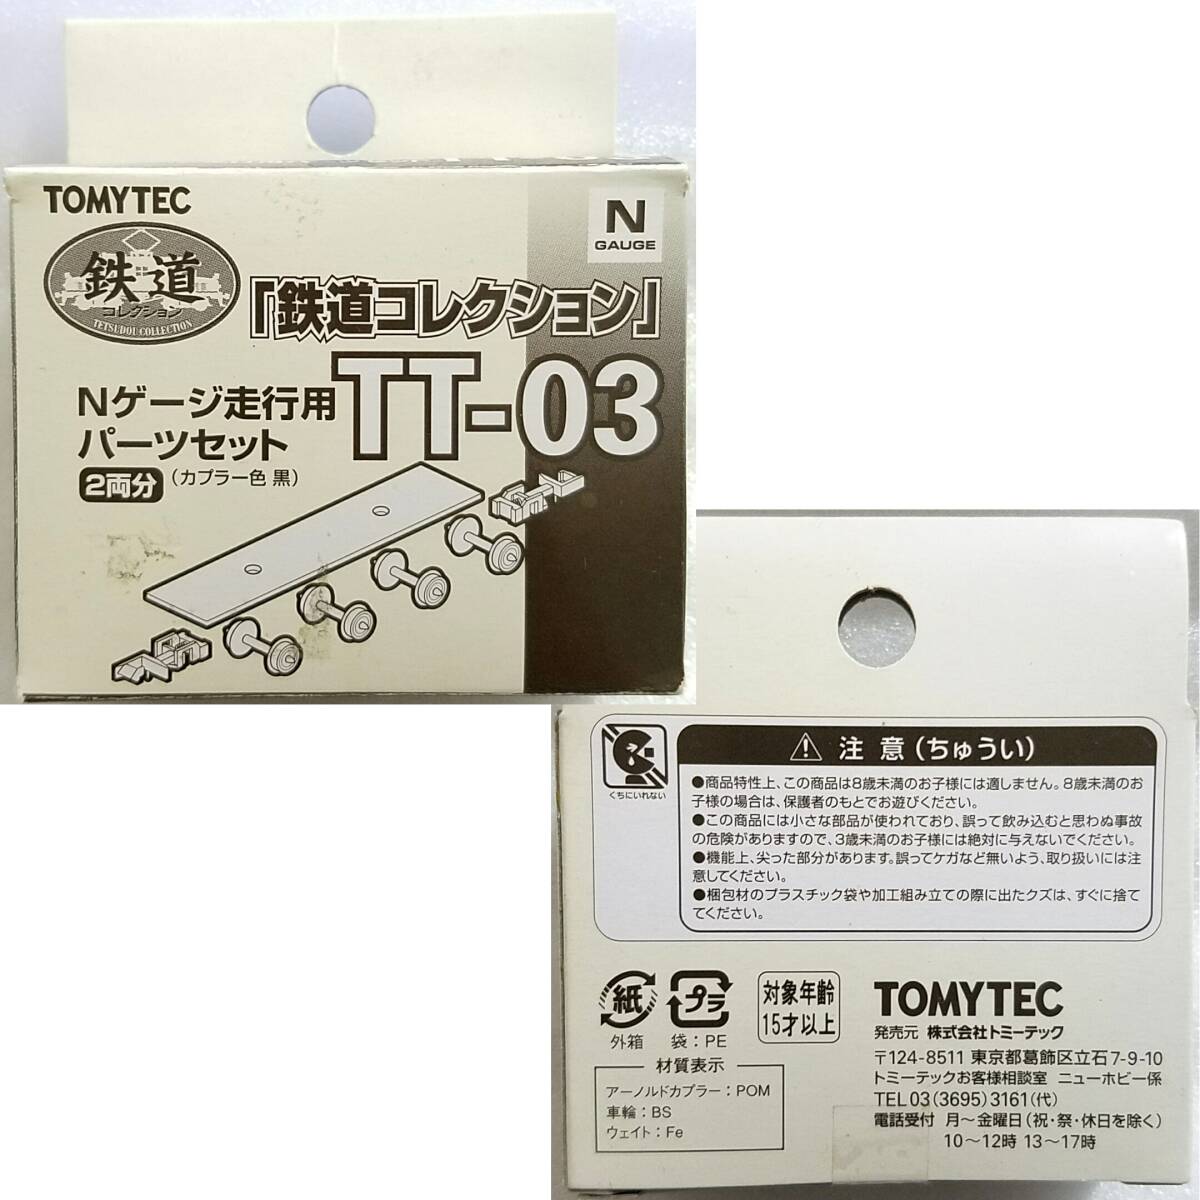 TOMYTEC
鉄道
コレクション
TETSUDOU COLLECTION
N
GAUGE
「鉄道コレクション」
Nゲージ走行用
パーツセット
TT-03
2両分 (カプラー色 黒)
くちにいれない
注意(ちゅうい)
●商品特性上、この商品は8歳未満のお子様には適しません。8歳未満のお
子様の場合は、保護者のもとでお遊びください。
●この商品には小さな部品が使われており、誤って飲み込むと思わぬ事故
の危険がありますので、3歳未満のお子様には絶対に与えないでください。
●機能上、尖った部分があります。誤ってケガなど無いよう、取り扱いには注
意してください。
●梱包材のプラスチック袋や加工組み立ての際に出たクズは、すぐに捨て
てください。
紙
外箱
プラ
袋:PE
対象年齢
15才以上
材質表示
アーノルドカプラー:POM
車輪:BS
ウェイト:Fe
TOMYTEC
発売元 株式会社トミーテック
〒124-8511 東京都葛飾区立石7-9-10
トミーテックお客様相談室 ニューホビー係
TEL03(3695)3161(代)
電話受付 月~金曜日(祝・祭・休日を除く)
10~12時 13~17時